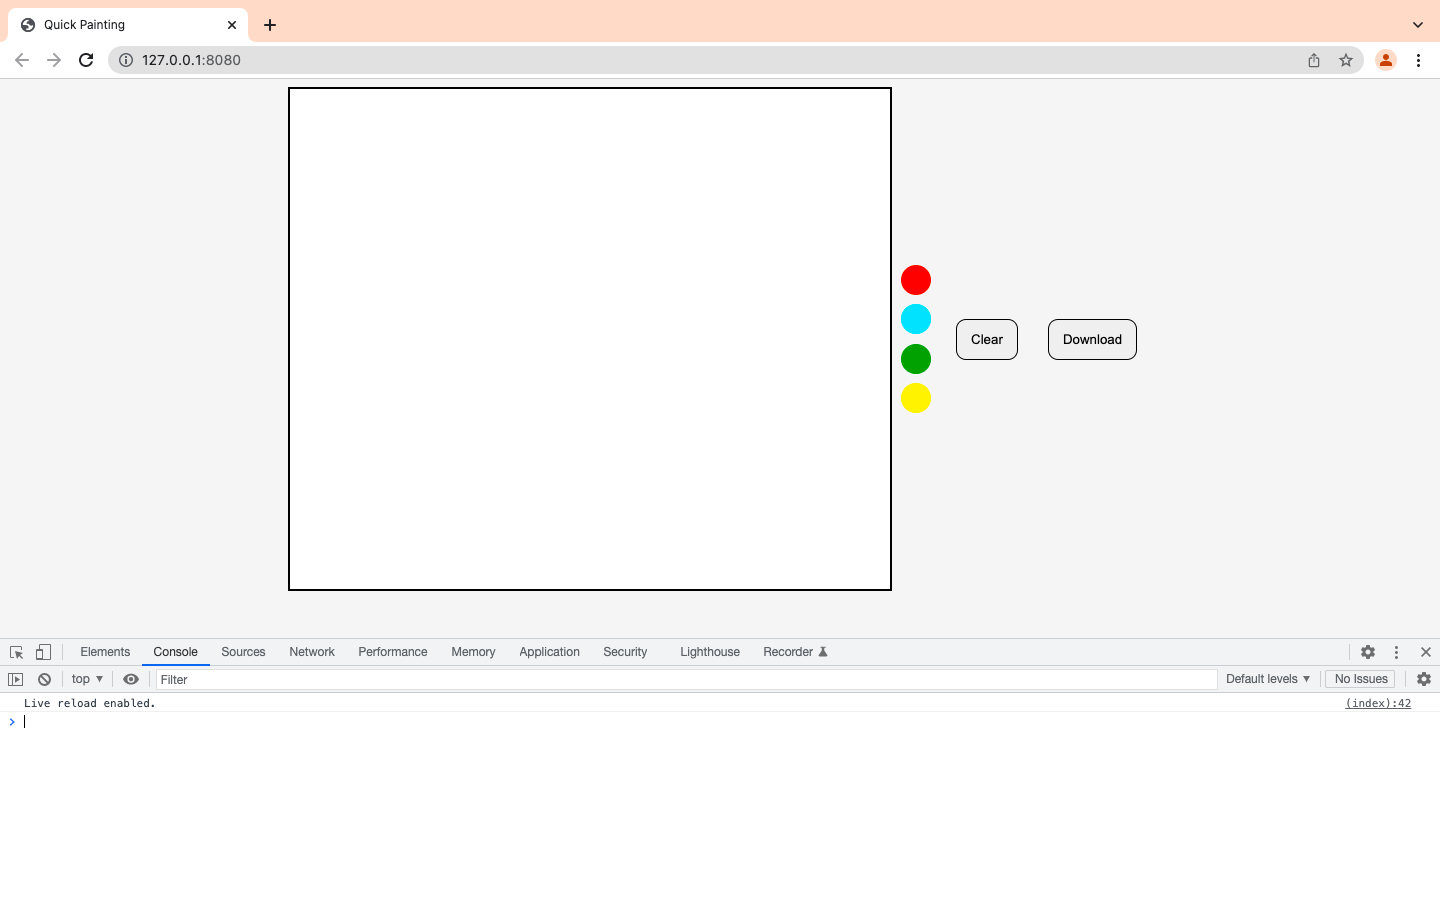 Quick Painting
127.0.0.1:8080
Clear
Download
Elements Console Sources Network Performance Memory Application Security Lighthouse Recorder
top Filter Default levels No Issues
Live reload enabled. (index):42